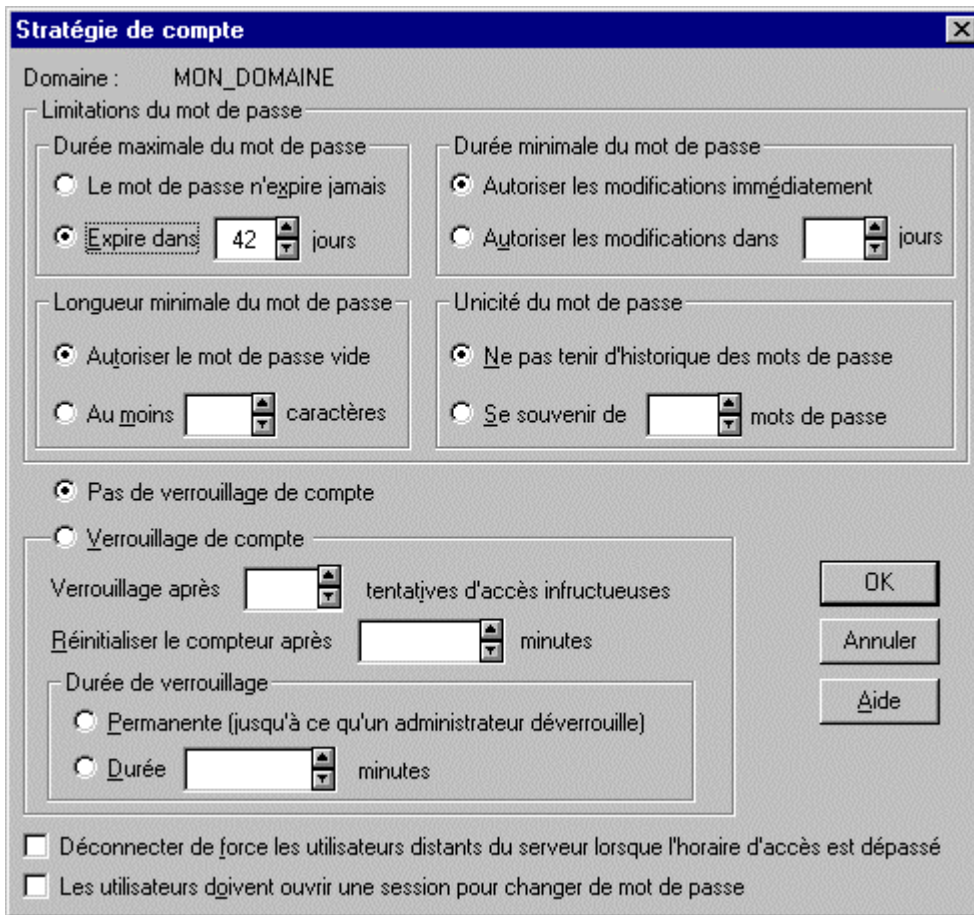 Stratégie de compte
Domaine : MON_DOMAINE
Limitations du mot de passe
Durée maximale du mot de passe
Le mot de passe n'expire jamais
Expire dans 42 jours
Durée minimale du mot de passe
Autoriser les modifications immédiatement
Autoriser les modifications dans jours
Longueur minimale du mot de passe
Autoriser le mot de passe vide
Au moins caractères
Unicité du mot de passe
Ne pas tenir d'historique des mots de passe
Se souvenir de mots de passe
Pas de verrouillage de compte
Verrouillage de compte
Verrouillage après tentatives d'accès infructueuses
Réinitialiser le compteur après minutes
Durée de verrouillage
Permanente (jusqu'à ce qu'un administrateur déverrouille)
Durée minutes
OK
Annuler
Aide
Déconnecter de force les utilisateurs distants du serveur lorsque l'horaire d'accès est dépassé
Les utilisateurs doivent ouvrir une session pour changer de mot de passe